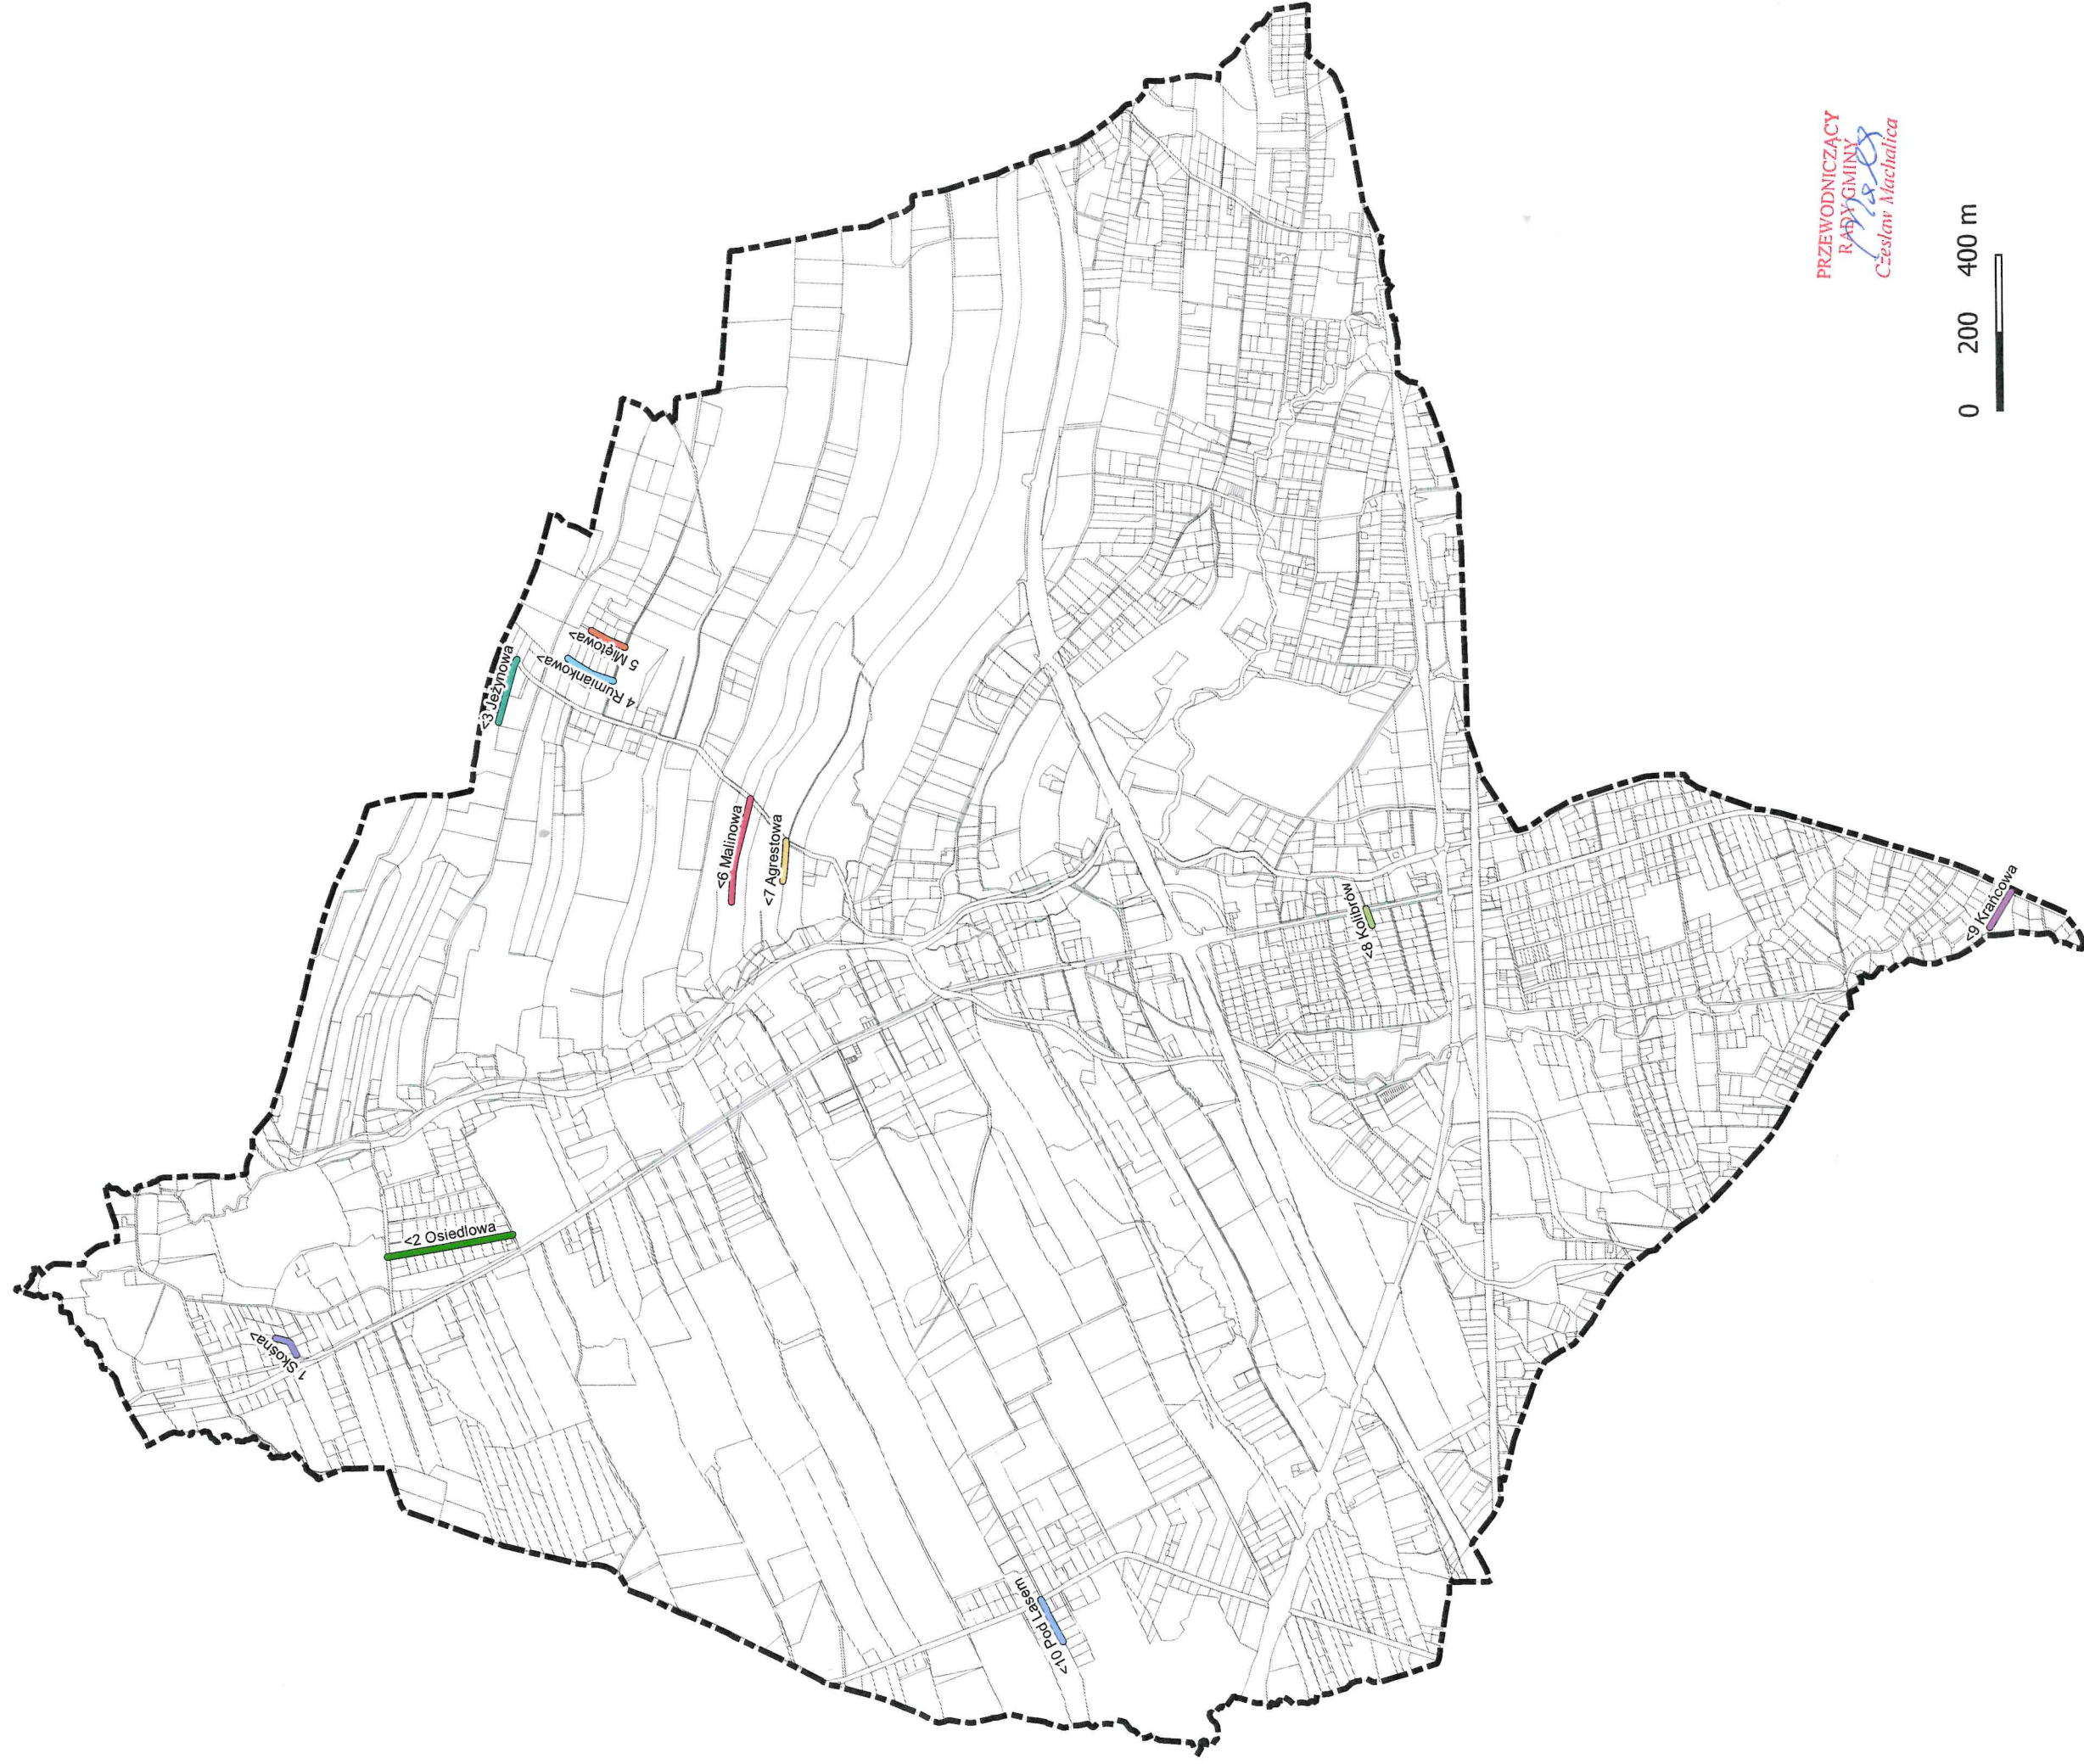 1 Skośna>
<2 Osiedlowa
<3 Jeżynowa
4 Rumiankowa>
5 Miętowa>
<6 Malinowa
<7 Agrestowa
<8 Kolibrów
<9 Krańcowa
<10 Pod Lasem
PRZEWODNICZĄCY
RADY GMINY
Czesław Machalica
0 200 400 m